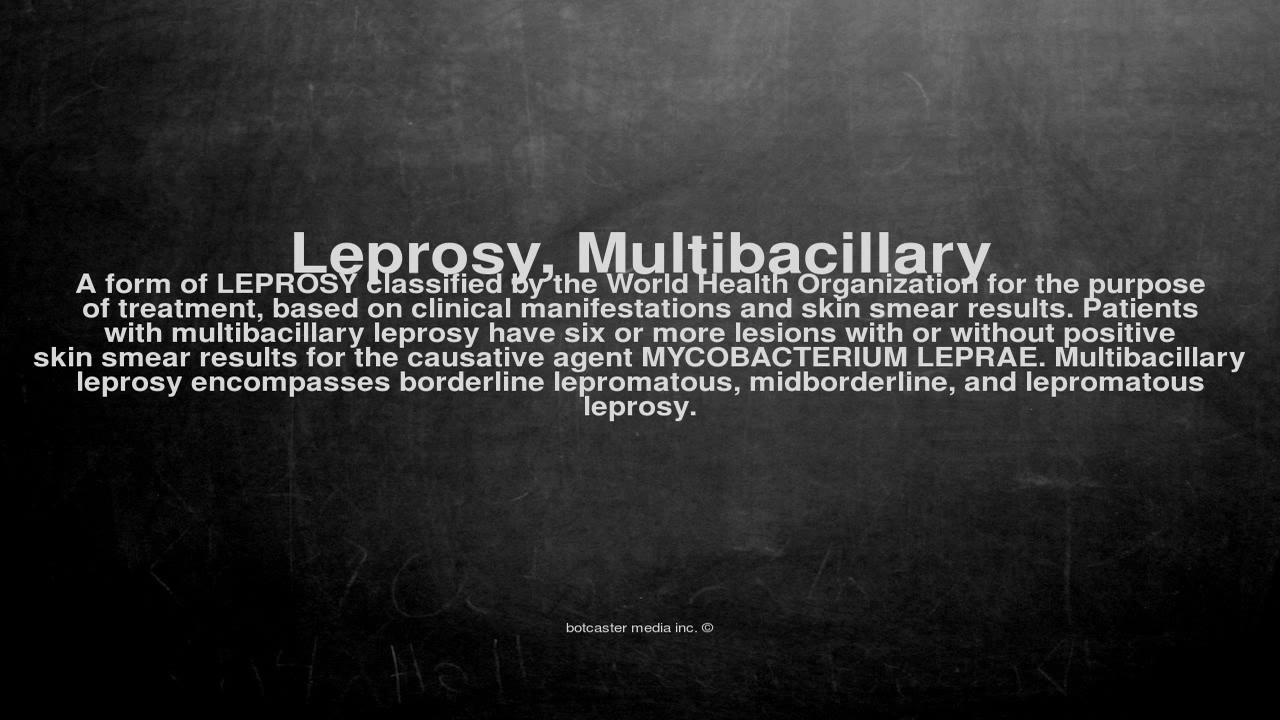 Leprosy, Multibacillary
A form of LEPROSY classified by the World Health Organization for the purpose
of treatment, based on clinical manifestations and skin smear results. Patients
with multibacillary leprosy have six or more lesions with or without positive
skin smear results for the causative agent MYCOBACTERIUM LEPRAE. Multibacillary
leprosy encompasses borderline lepromatous, midborderline, and lepromatous
leprosy.
botcaster media inc. ©